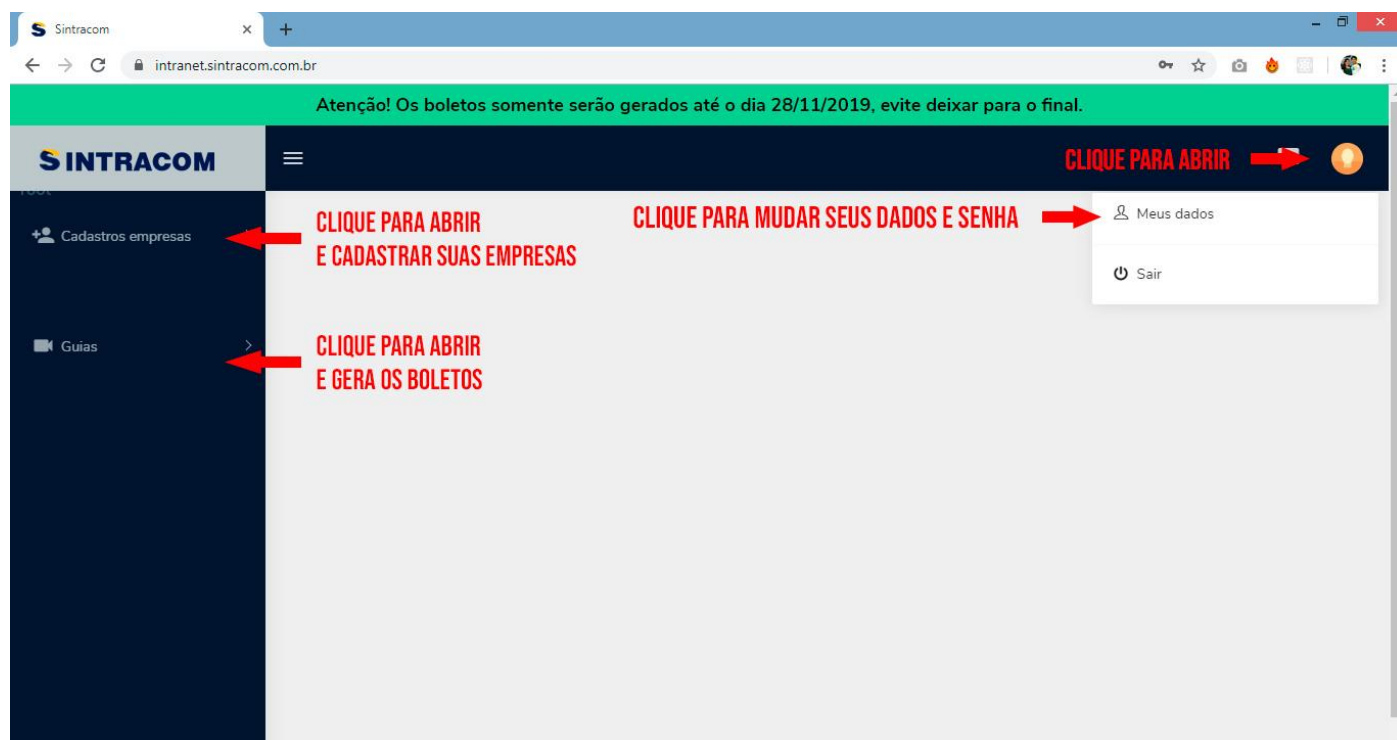 Sintracom
intranet.sintracom.com.br
Atenção! Os boletos somente serão gerados até o dia 28/11/2019, evite deixar para o final.
SINTRACOM
CLIQUE PARA ABRIR
CLIQUE PARA ABRIR
E CADASTRAR SUAS EMPRESAS
CLIQUE PARA MUDAR SEUS DADOS E SENHA
Meus dados
Cadastros empresas
Sair
Guias
CLIQUE PARA ABRIR
E GERA OS BOLETOS